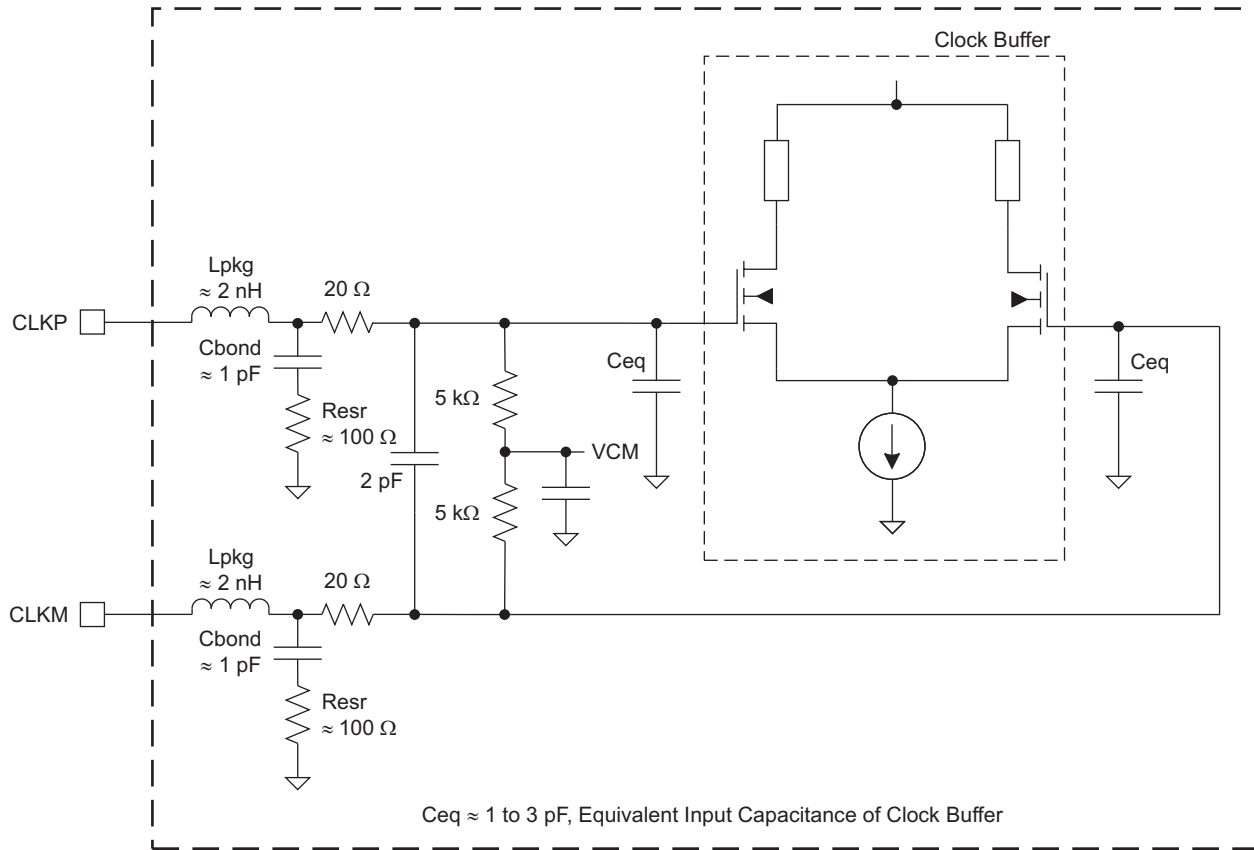 Clock Buffer
Lpkg
≈ 2 nH
20 Ω
CLKP
Cbond
≈ 1 pF
Resr
≈ 100 Ω
5 kΩ
2 pF
VCM
5 kΩ
Ceq
Ceq
Lpkg
≈ 2 nH
20 Ω
CLKM
Cbond
≈ 1 pF
Resr
≈ 100 Ω
Ceq ≈ 1 to 3 pF, Equivalent Input Capacitance of Clock Buffer